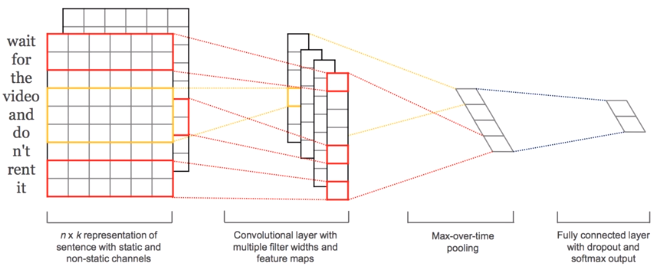 wait
for
the
video
and
do
n't
rent
it
n x k representation of
sentence with static and
non-static channels
Convolutional layer with
multiple filter widths and
feature maps
Max-over-time
pooling
Fully connected layer
with dropout and
softmax output